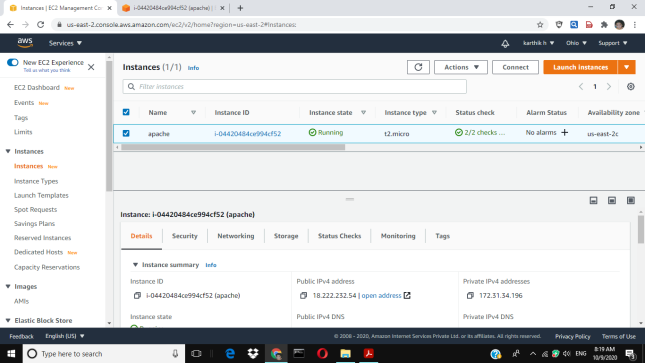 Instances | EC2 Management Co
i-04420484ce994cf52 (apache) |
us-east-2.console.aws.amazon.com/ec2/v2/home?region=us-east-2#Instances:
aws Services karthik h Ohio Support
New EC2 Experience
Tell us what you think
EC2 Dashboard New
Events New
Tags
Limits
Instances
Instances New
Instance Types
Launch Templates
Spot Requests
Savings Plans
Reserved Instances
Dedicated Hosts New
Capacity Reservations
Images
AMIs
Elastic Block Store
Instances (1/1) Info
Actions Connect Launch Instances
Filter instances
1
Name Instance ID Instance state Instance type Status check Alarm Status Availability zone
apache i-04420484ce994cf52 Running t2.micro 2/2 checks ... No alarms + us-east-2c
Instance: i-04420484ce994cf52 (apache)
Details Security Networking Storage Status Checks Monitoring Tags
Instance summary Info
Instance ID Public IPv4 address Private IPv4 addresses
i-04420484ce994cf52 (apache) 18.222.232.54 | open address 172.31.34.196
Instance state Public IPv4 DNS Private IPv4 DNS
Feedback English (US) © 2008 - 2020, Amazon Internet Services Private Ltd. or its affiliates. All rights reserved. Privacy Policy Terms of Use
Type here to search
ENG
8:19 AM
10/9/2020